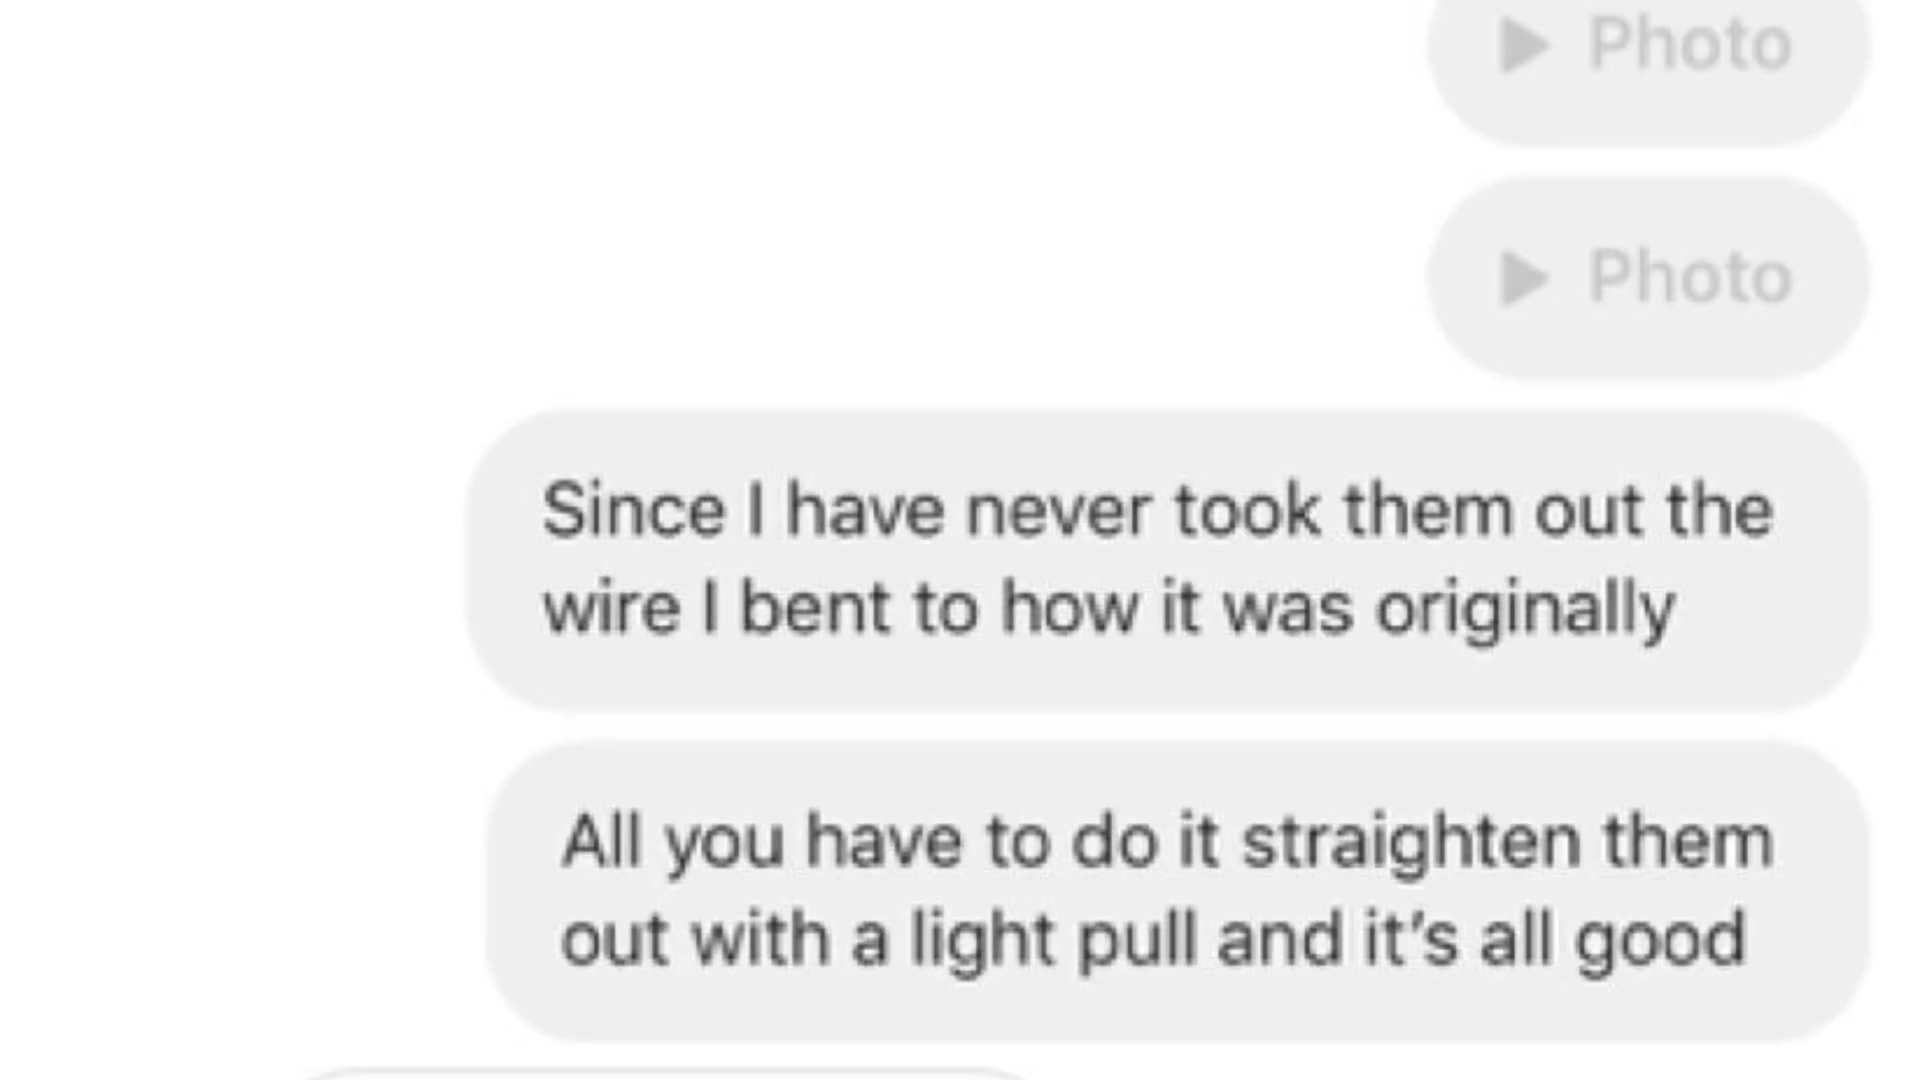 Photo
Photo
Since I have never took them out the
wire I bent to how it was originally
All you have to do it straighten them
out with a light pull and it’s all good